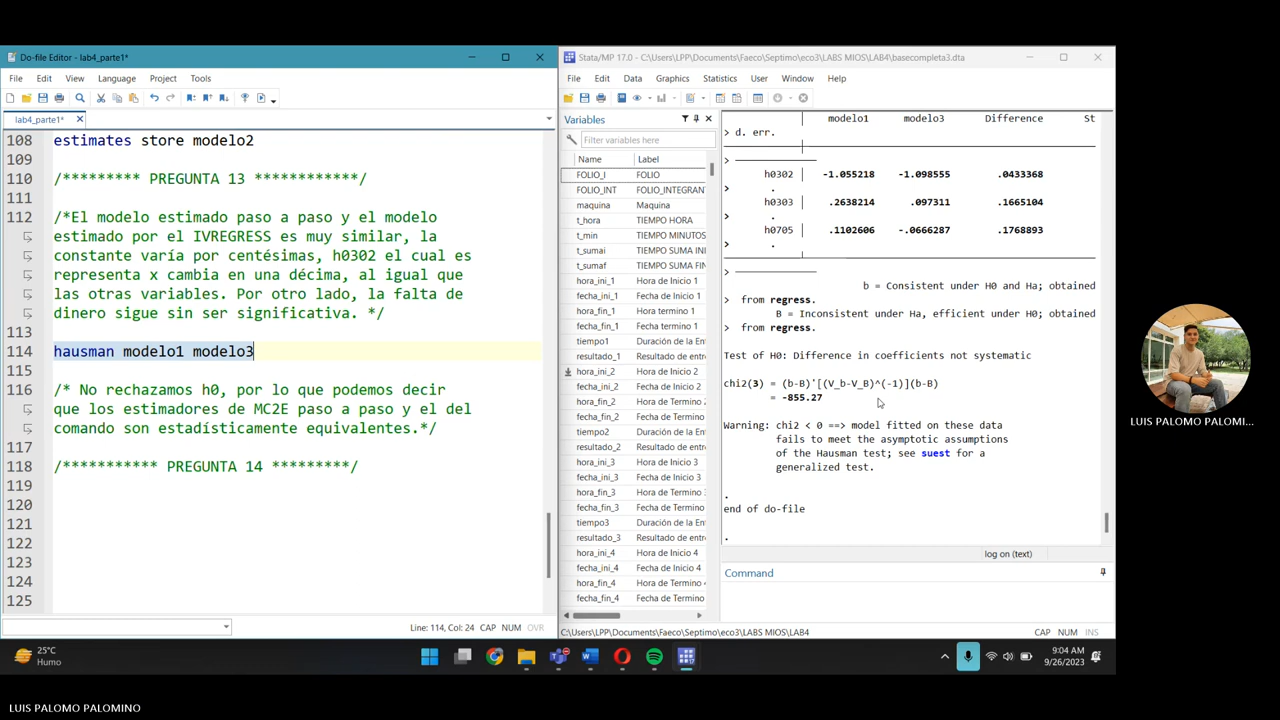 Do-file Editor - lab4_parte1*
File Edit View Language Project Tools
lab4_parte1*
108 estimates store modelo2
109
110 /********* PREGUNTA 13 ************/
111
112 /*El modelo estimado paso a paso y el modelo
estimado por el IVREGRESS es muy similar, la
constante varía por centésimas, h0302 el cual es
representa x cambia en una décima, al igual que
las otras variables. Por otro lado, la falta de
dinero sigue sin ser significativa. */
113
114 hausman modelo1 modelo3
115
116 /* No rechazamos h0, por lo que podemos decir
que los estimadores de MC2E paso a paso y el del
comando son estadísticamente equivalentes.*/
117
118 /*********** PREGUNTA 14 *********/
119
120
121
122
123
124
125
Line: 114, Col: 24 CAP NUM OVR
Stata/MP 17.0 - C:\Users\LPP\Documents\Faeco\Septimo\eco3\LABS MIOS\LAB4\basecompleta3.dta
File Edit Data Graphics Statistics User Window Help
Variables
Filter variables here
Name Label
FOLIO_I FOLIO
FOLIO_INT FOLIO_INTEGRAN
maquina Maquina
t_hora TIEMPO HORA
t_min TIEMPO MINUTOS
t_sumai TIEMPO SUMA INI
t_sumaf TIEMPO SUMA FIN
hora_ini_1 Hora de Inicio 1
fecha_ini_1 Fecha de Inicio 1
hora_fin_1 Hora termino 1
fecha_fin_1 Fecha termino 1
tiempo1 Duración de la Ent
resultado_1 Resultado de entre
hora_ini_2 Hora de Inicio 2
fecha_ini_2 Fecha de Inicio 2
hora_fin_2 Hora de Termino 2
fecha_fin_2 Fecha de Termino
tiempo2 Duración de la Ent
resultado_2 Resultado de entre
hora_ini_3 Hora de Inicio 3
fecha_ini_3 Fecha de Inicio 3
hora_fin_3 Hora de Termino 3
fecha_fin_3 Fecha de Termino
tiempo3 Duración de la Ent
resultado_3 Resultado de entre
hora_ini_4 Hora de Inicio 4
fecha_ini_4 Fecha de Inicio 4
hora_fin_4 Hora de Termino 4
fecha_fin_4 Fecha de Termino
| modelo1 modelo3 Difference St
> d. err.
>
h0302 -1.055218 -1.098555 .0433368
> .
h0303 .2638214 .097311 .1665104
> .
h0705 .1102606 -.0666287 .1768893
> .
>
b = Consistent under H0 and Ha; obtained
> from regress.
B = Inconsistent under Ha, efficient under H0; obtained
> from regress.
Test of H0: Difference in coefficients not systematic
chi2(3) = (b-B)'[(V_b-V_B)^(-1)](b-B)
= -855.27
Warning: chi2 < 0 ==> model fitted on these data
fails to meet the asymptotic assumptions
of the Hausman test; see suest for a
generalized test.
.
end of do-file
.
log on (text)
Command
C:\Users\LPP\Documents\Faeco\Septimo\eco3\LABS MIOS\LAB4 CAP NUM INS
25°C
Humo
9:04 AM
9/26/2023
LUIS PALOMO PALOMI...
LUIS PALOMO PALOMINO